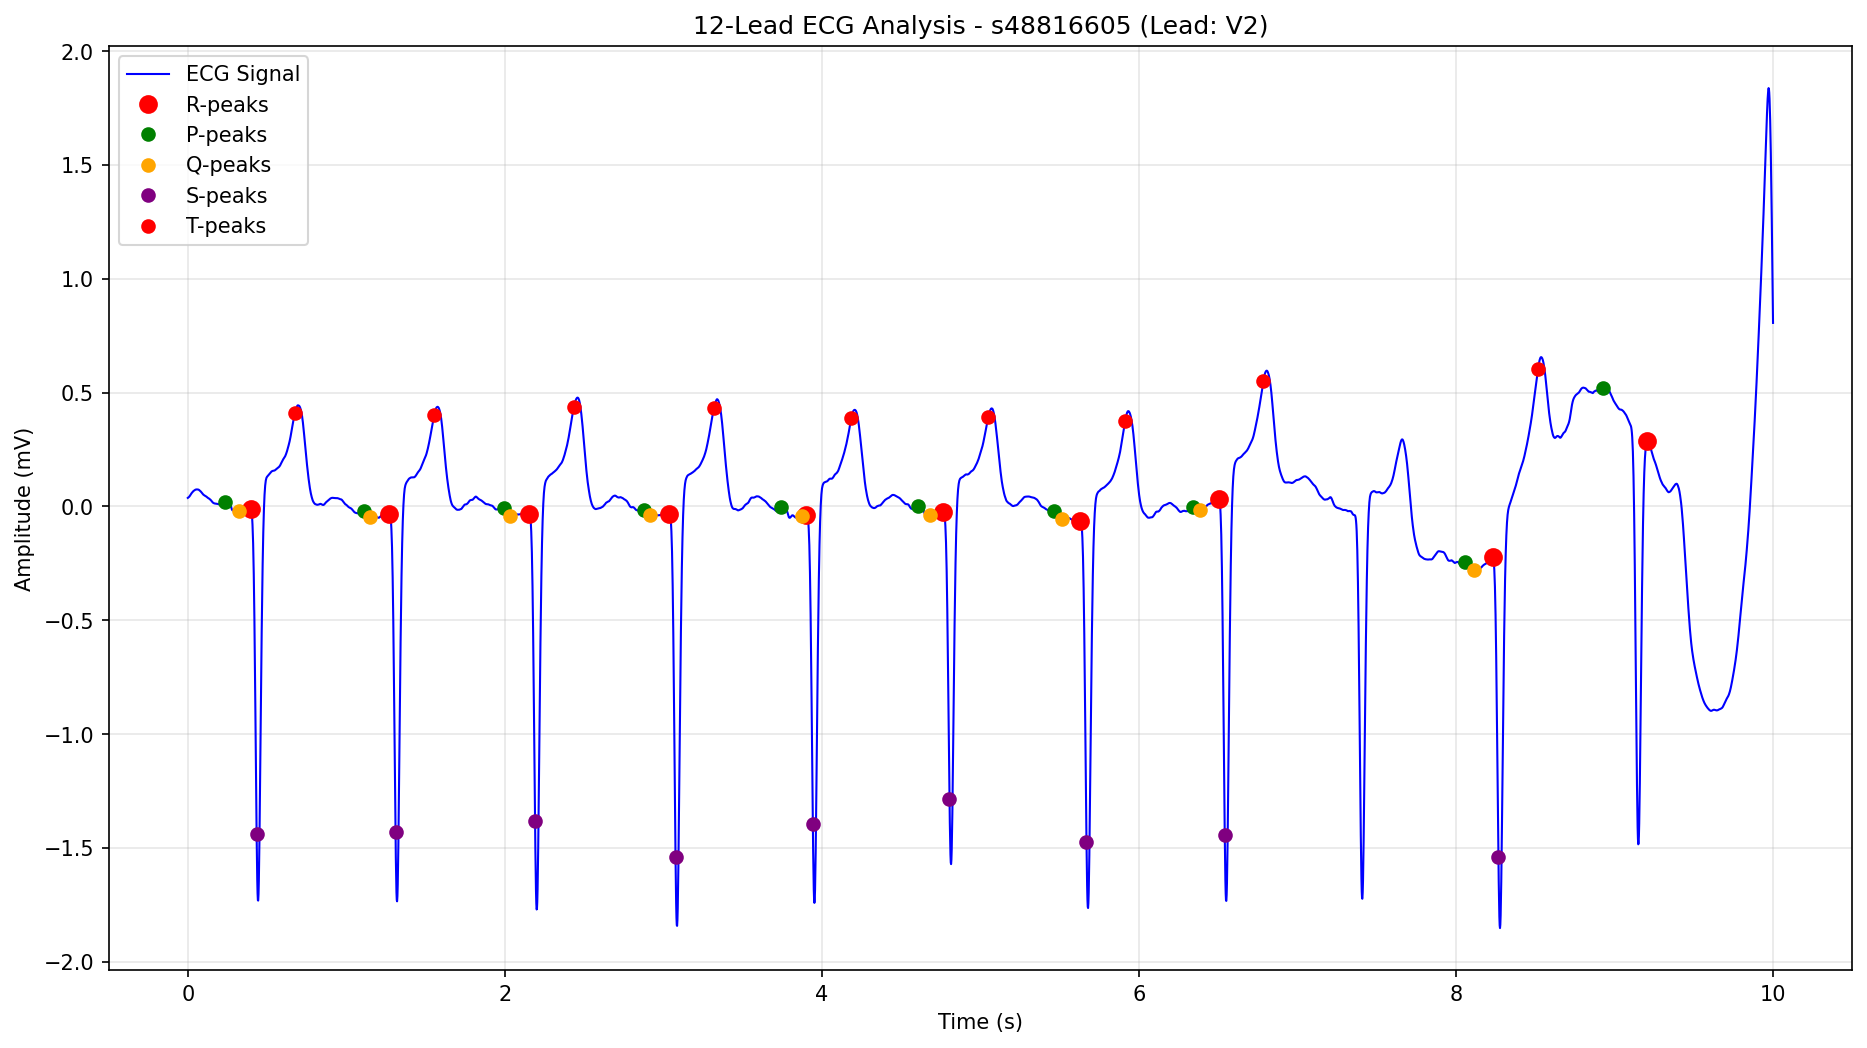 12-Lead ECG Analysis - s48816605 (Lead: V2)
ECG Signal
R-peaks
P-peaks
Q-peaks
S-peaks
T-peaks
2.0
1.5
1.0
0.5
0.0
−0.5
−1.0
−1.5
−2.0
Amplitude (mV)
0 2 4 6 8 10
Time (s)